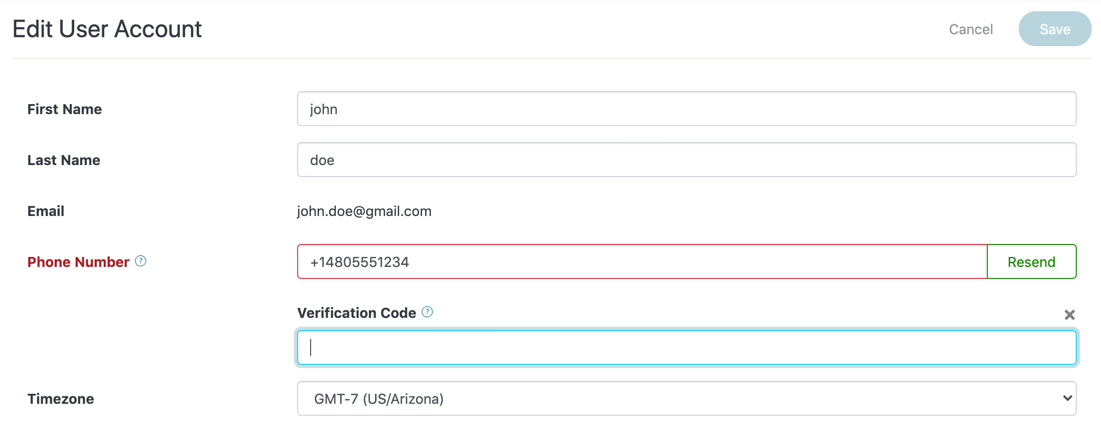 Edit User Account
Cancel
Save
First Name
john
Last Name
doe
Email
john.doe@gmail.com
Phone Number ?
+14805551234
Resend
Verification Code ?
×
Timezone
GMT-7 (US/Arizona)